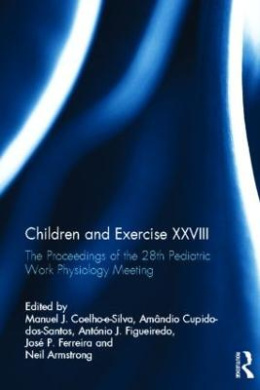 Children and Exercise XXVIII
The Proceedings of the 28th Pediatric
Work Physiology Meeting
Edited by
Manuel J. Coelho-e-Silva, Amândio Cupido-
dos-Santos, António J. Figueiredo,
José P. Ferreira and
Neil Armstrong
ROUTLEDGE